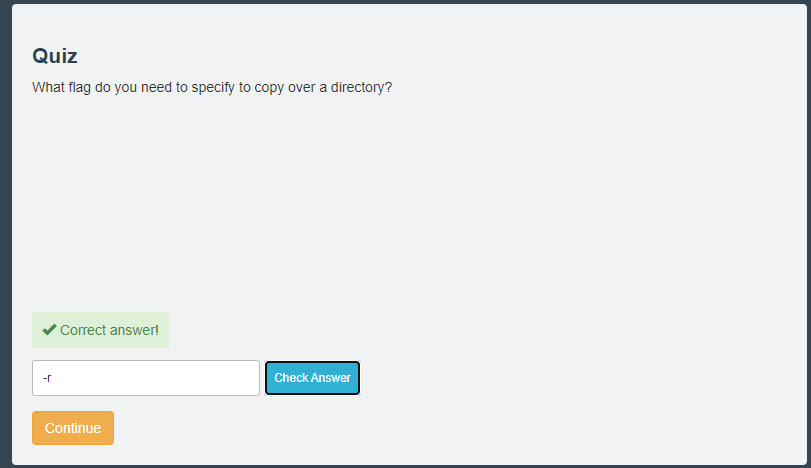 Quiz
What flag do you need to specify to copy over a directory?
Correct answer!
-r
Check Answer
Continue